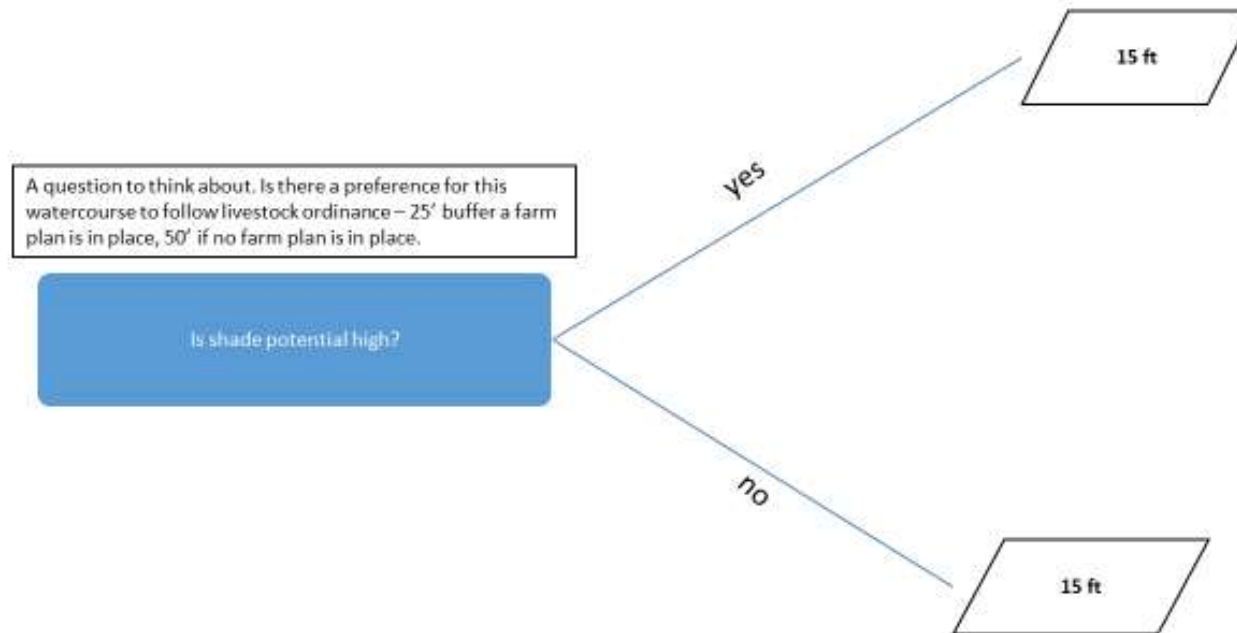 15 ft
yes
A question to think about. Is there a preference for this
watercourse to follow livestock ordinance – 25’ buffer a farm
plan is in place, 50’ if no farm plan is in place.
Is shade potential high?
no
15 ft